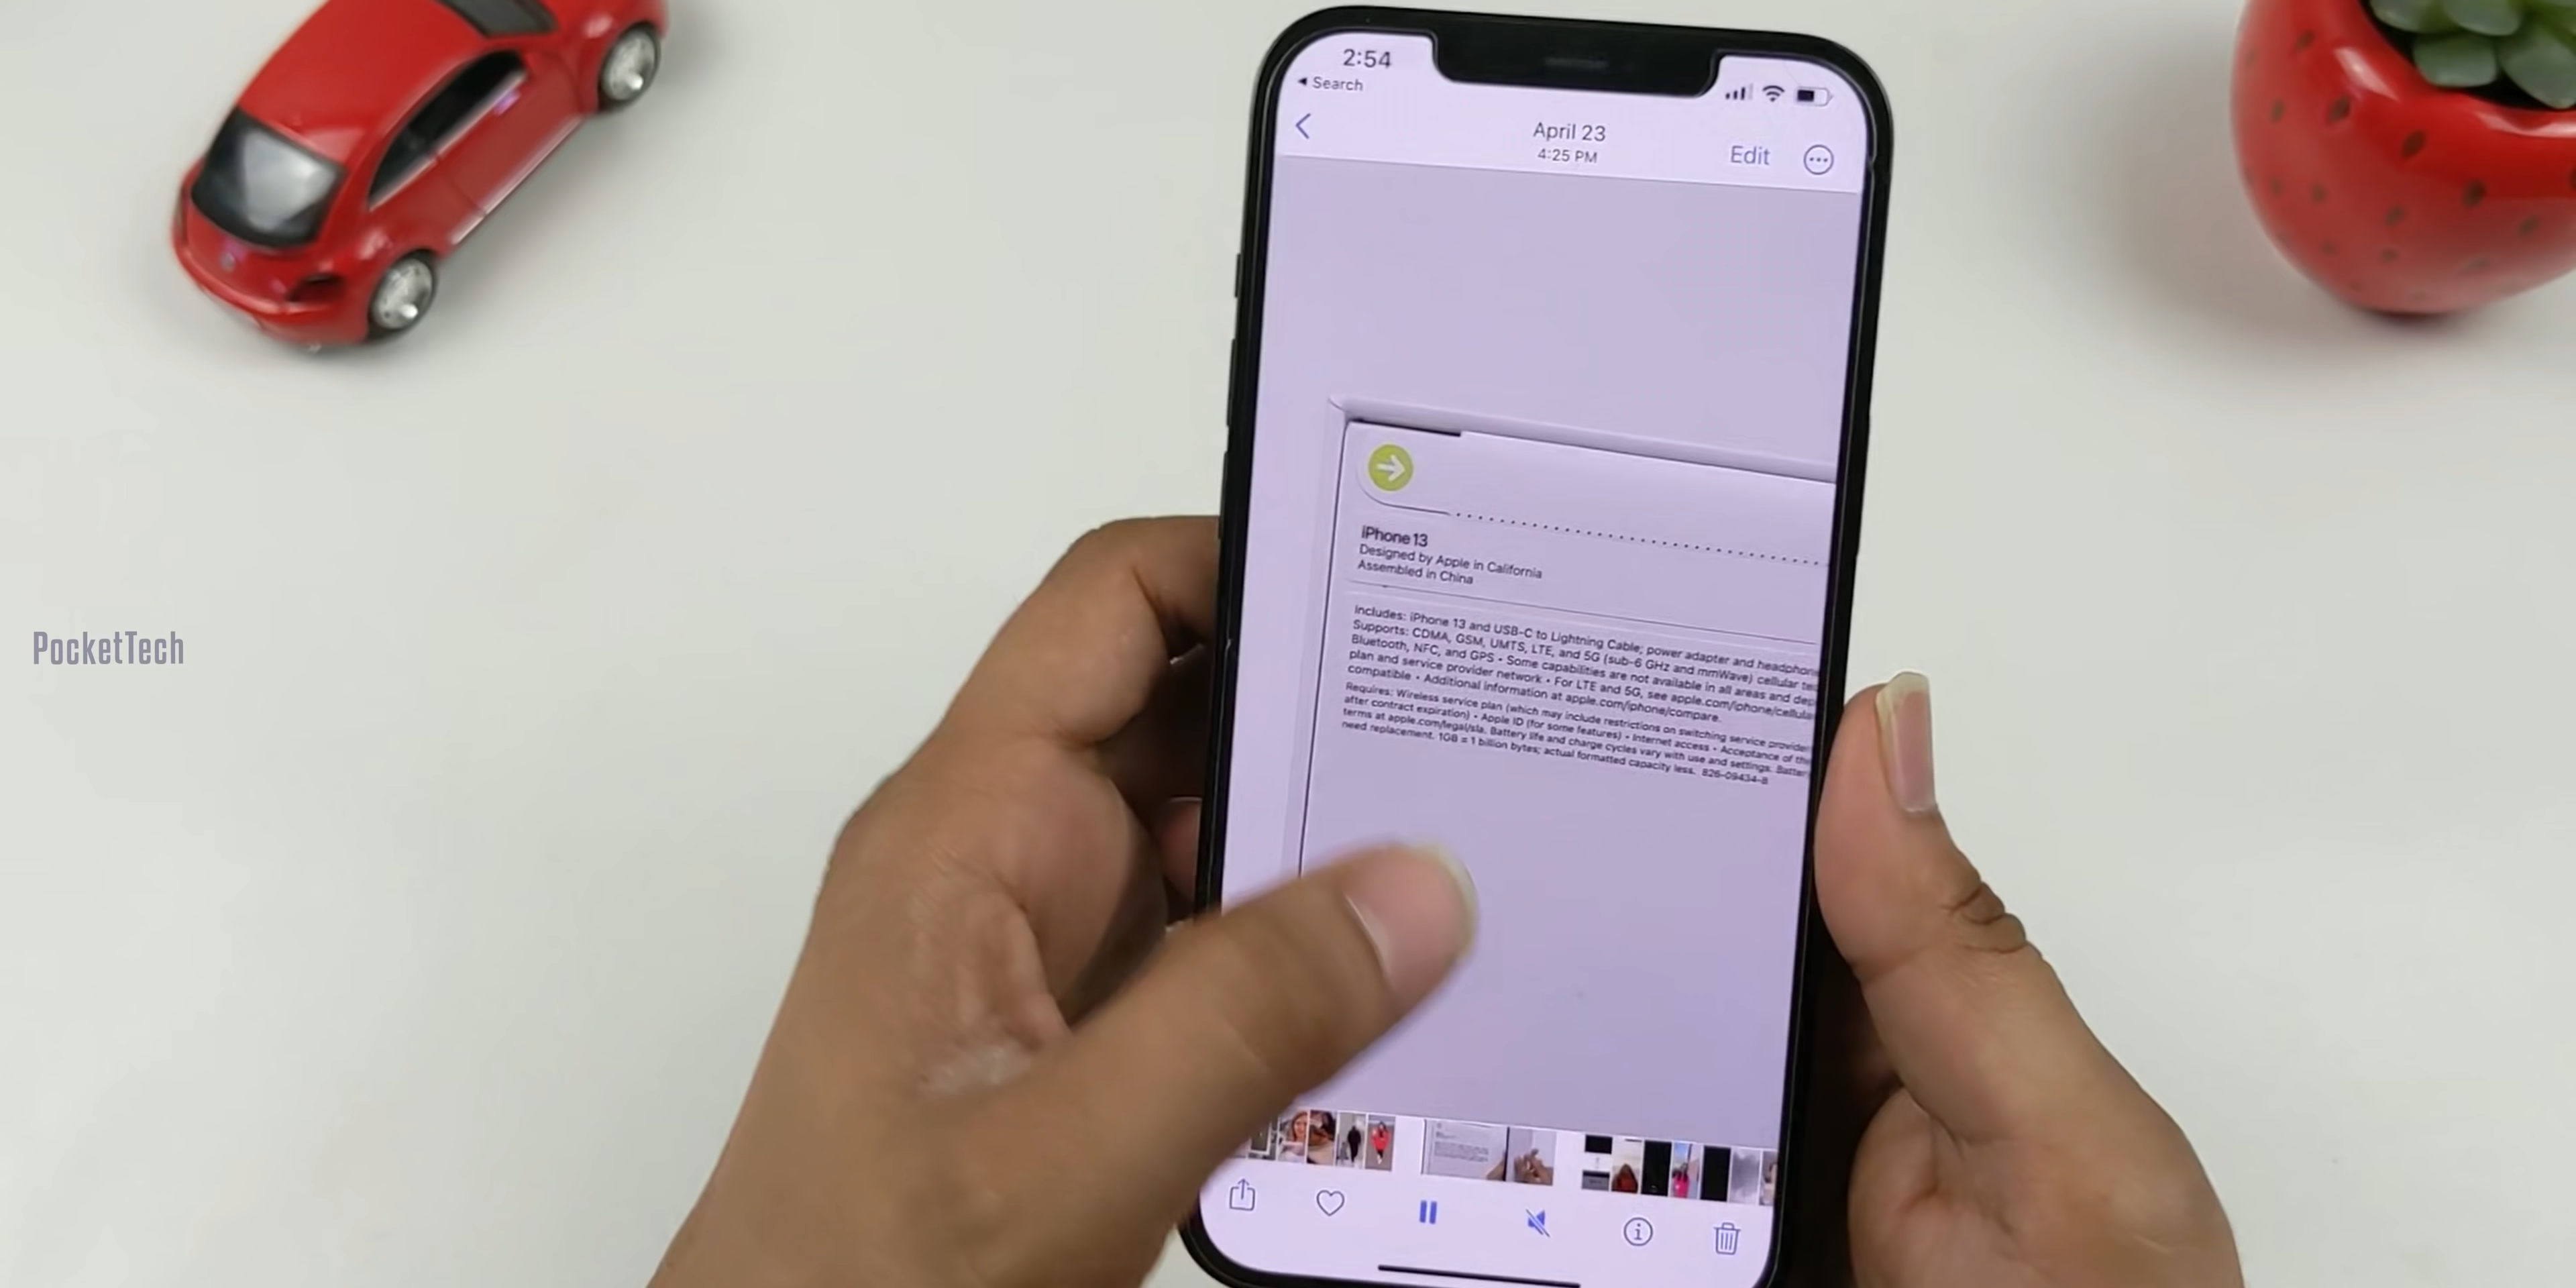 2:54
◀ Search
April 23
4:25 PM
Edit
iPhone 13
Designed by Apple in California
Assembled in China
Includes: iPhone 13 and USB-C to Lightning Cable; power adapter and headphone
Supports: CDMA, GSM, UMTS, LTE, and 5G (sub-6 GHz and mmWave) cellular
Bluetooth, NFC, and GPS • Some capabilities are not available in all areas and
plan and service provider network • For LTE and 5G, see apple.com/iphone/cellular
compatible • Additional information at apple.com/iphone/compare.
Requires: Wireless service plan (which may include restrictions on switching service provider
after contract expiration) • Apple ID (for some features) • Internet access • Acceptance of
terms at apple.com/legal/sla. Battery life and charge cycles vary with use and settings. Battery
need replacement. 1GB = 1 billion bytes; actual formatted capacity less. 826-09434-B
PocketTech